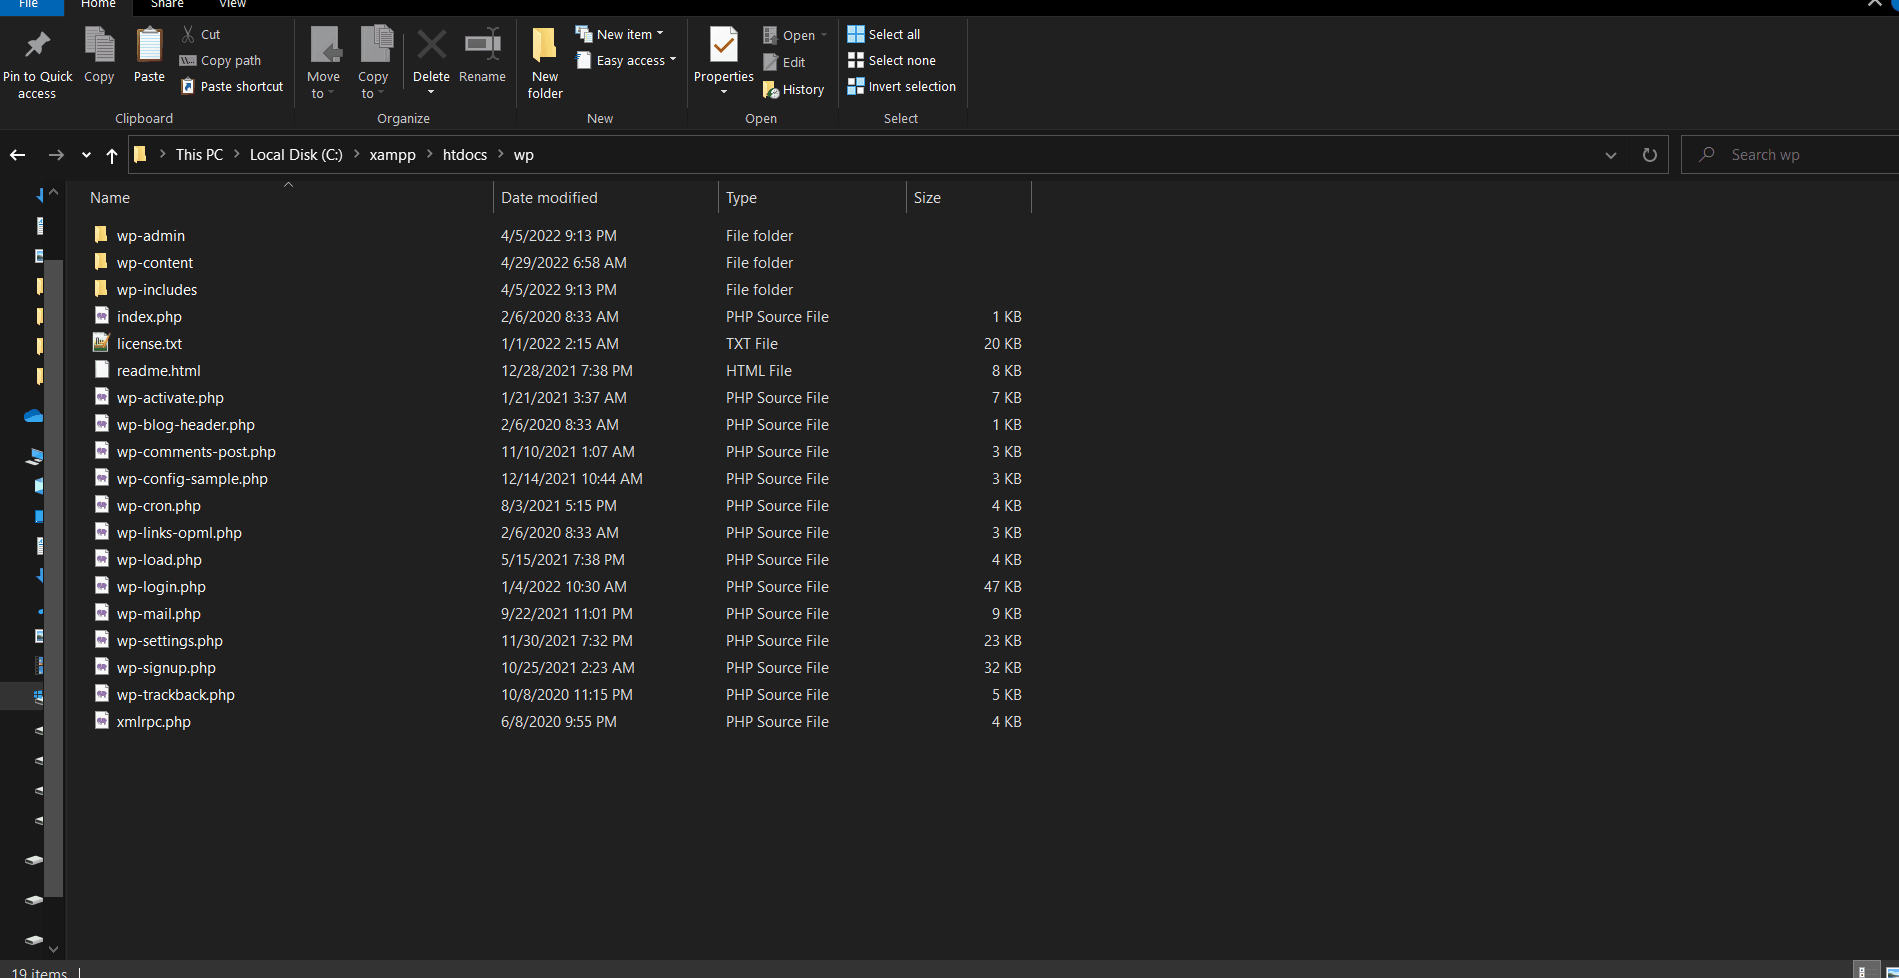 File Home Share View
Pin to Quick access
Copy
Paste
Cut
Copy path
Paste shortcut
Clipboard
Move to
Copy to
Delete
Rename
Organize
New folder
New item
Easy access
New
Properties
Open
Edit
History
Open
Select all
Select none
Invert selection
Select
This PC Local Disk (C:) xampp htdocs wp
Search wp
Name Date modified Type Size
wp-admin 4/5/2022 9:13 PM File folder
wp-content 4/29/2022 6:58 AM File folder
wp-includes 4/5/2022 9:13 PM File folder
index.php 2/6/2020 8:33 AM PHP Source File 1 KB
license.txt 1/1/2022 2:15 AM TXT File 20 KB
readme.html 12/28/2021 7:38 PM HTML File 8 KB
wp-activate.php 1/21/2021 3:37 AM PHP Source File 7 KB
wp-blog-header.php 2/6/2020 8:33 AM PHP Source File 1 KB
wp-comments-post.php 11/10/2021 1:07 AM PHP Source File 3 KB
wp-config-sample.php 12/14/2021 10:44 AM PHP Source File 3 KB
wp-cron.php 8/3/2021 5:15 PM PHP Source File 4 KB
wp-links-opml.php 2/6/2020 8:33 AM PHP Source File 3 KB
wp-load.php 5/15/2021 7:38 PM PHP Source File 4 KB
wp-login.php 1/4/2022 10:30 AM PHP Source File 47 KB
wp-mail.php 9/22/2021 11:01 PM PHP Source File 9 KB
wp-settings.php 11/30/2021 7:32 PM PHP Source File 23 KB
wp-signup.php 10/25/2021 2:23 AM PHP Source File 32 KB
wp-trackback.php 10/8/2020 11:15 PM PHP Source File 5 KB
xmlrpc.php 6/8/2020 9:55 PM PHP Source File 4 KB
19 items